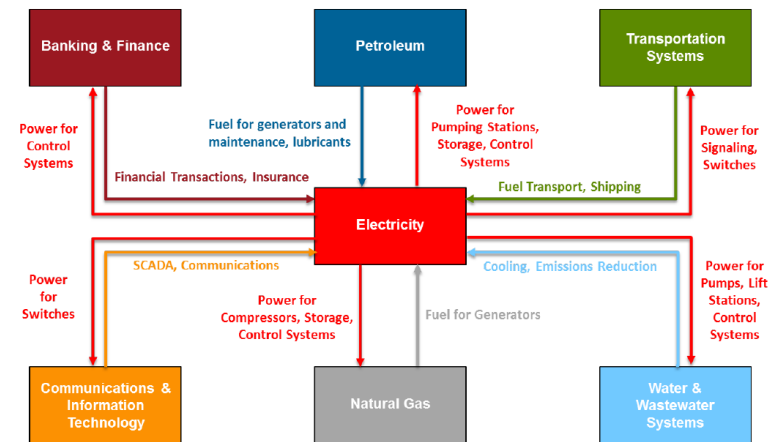 Banking & Finance
Petroleum
Transportation
Systems
Power for
Control
Systems
Fuel for generators and
maintenance, lubricants
Power for
Pumping Stations,
Storage, Control
Systems
Power for
Signaling,
Switches
Financial Transactions, Insurance
Fuel Transport, Shipping
Electricity
SCADA, Communications
Cooling, Emissions Reduction
Power
for
Switches
Power for
Compressors, Storage,
Control Systems
Fuel for Generators
Power for
Pumps, Lift
Stations,
Control
Systems
Communications &
Information
Technology
Natural Gas
Water &
Wastewater
Systems